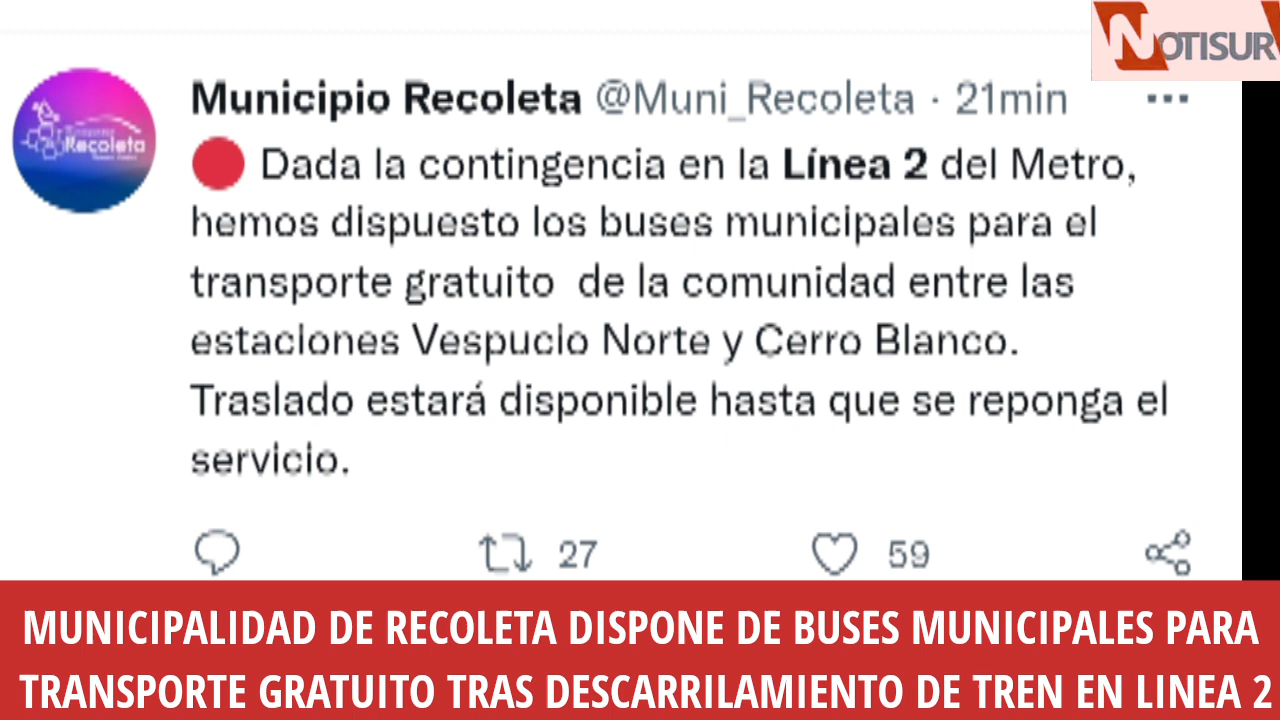 NOTISUR
Municipio Recoleta @Muni_Recoleta · 21min
Recoleta
Dada la contingencia en la Línea 2 del Metro,
hemos dispuesto los buses municipales para el
transporte gratuito de la comunidad entre las
estaciones Vespucio Norte y Cerro Blanco.
Traslado estará disponible hasta que se reponga el
servicio.
27
59
MUNICIPALIDAD DE RECOLETA DISPONE DE BUSES MUNICIPALES PARA
TRANSPORTE GRATUITO TRAS DESCARRILAMIENTO DE TREN EN LINEA 2